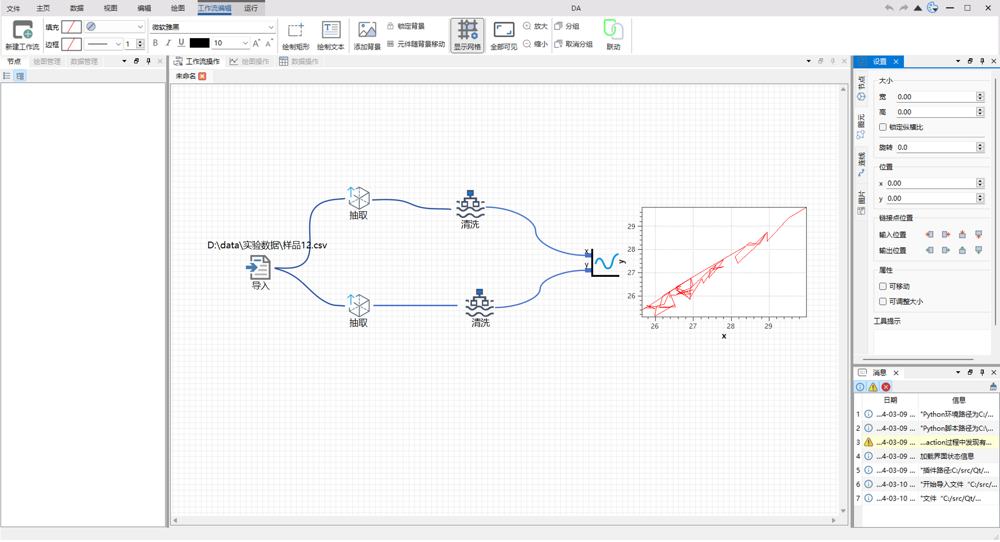 文件 主页 数据 视图 编辑 绘图 工作流编辑 运行 DA
填充 微软雅黑 锁定背景 放大 分组
边框 1 B I U 10 A A 元件随背景移动 缩小 取消分组
新建工作流 绘制矩形 绘制文本 添加背景 显示网格 全部可见 联动
节点 绘图管理 数据管理 工作流操作 绘图操作 数据操作 设置
未命名
节点
图元
连线
图片
大小
宽 0.00
高 0.00
锁定纵横比
旋转 0.0
位置
x 0.00
y 0.00
链接点位置
输入位置
输出位置
属性
可移动
可调整大小
工具提示
抽取
清洗
D:\data\实验数据\样品12.csv
导入
抽取
清洗
x
y
y
29
28
27
26
26 27 28 29
x
消息
日期 信息
1 ...4-03-09 ... "Python环境路径为C:/...
2 ...4-03-09 ... "Python脚本路径为C:\...
3 ...4-03-09 ... ...action过程中发现有...
4 ...4-03-09 ... 加载界面状态信息
5 ...4-03-09 ... "插件路径:C:/src/Qt/...
6 ...4-03-10 ... "开始导入文件“C:/src/...
7 ...4-03-10 ... "文件“C:/src/Qt/...